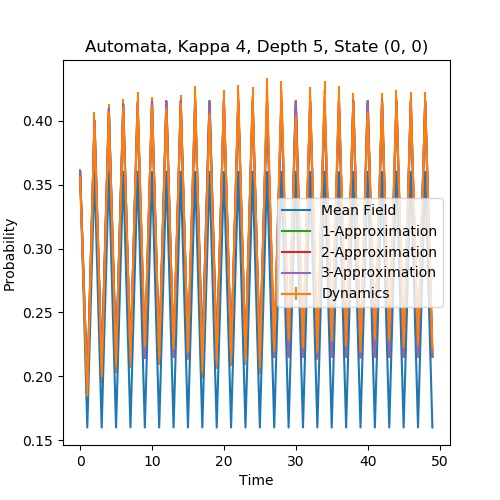 Automata, Kappa 4, Depth 5, State (0, 0)
0.40
0.35
0.30
0.25
0.20
0.15
Probability
Mean Field
1-Approximation
2-Approximation
3-Approximation
Dynamics
0 10 20 30 40 50
Time